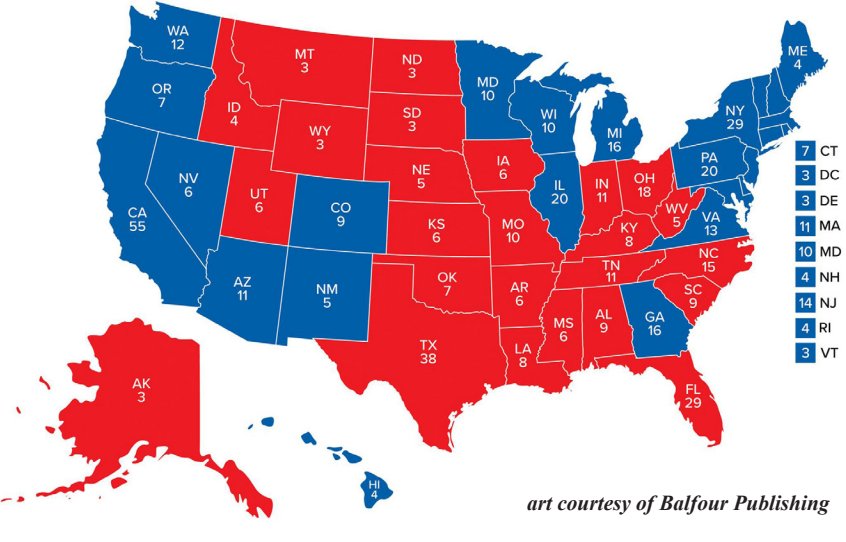 WA
12
OR
7
CA
55
NV
6
ID
4
MT
3
WY
3
UT
6
CO
9
AZ
11
NM
5
ND
3
SD
3
NE
5
KS
6
OK
7
TX
38
MD
10
IA
6
MO
10
AR
6
LA
8
WI
10
IL
20
MI
16
IN
11
OH
18
KY
8
TN
11
MS
6
AL
9
GA
16
FL
29
SC
9
NC
15
VA
13
WV
5
PA
20
NY
29
ME
4
7 CT
3 DC
3 DE
11 MA
10 MD
4 NH
14 NJ
4 RI
3 VT
AK
3
HI
4
art courtesy of Balfour Publishing